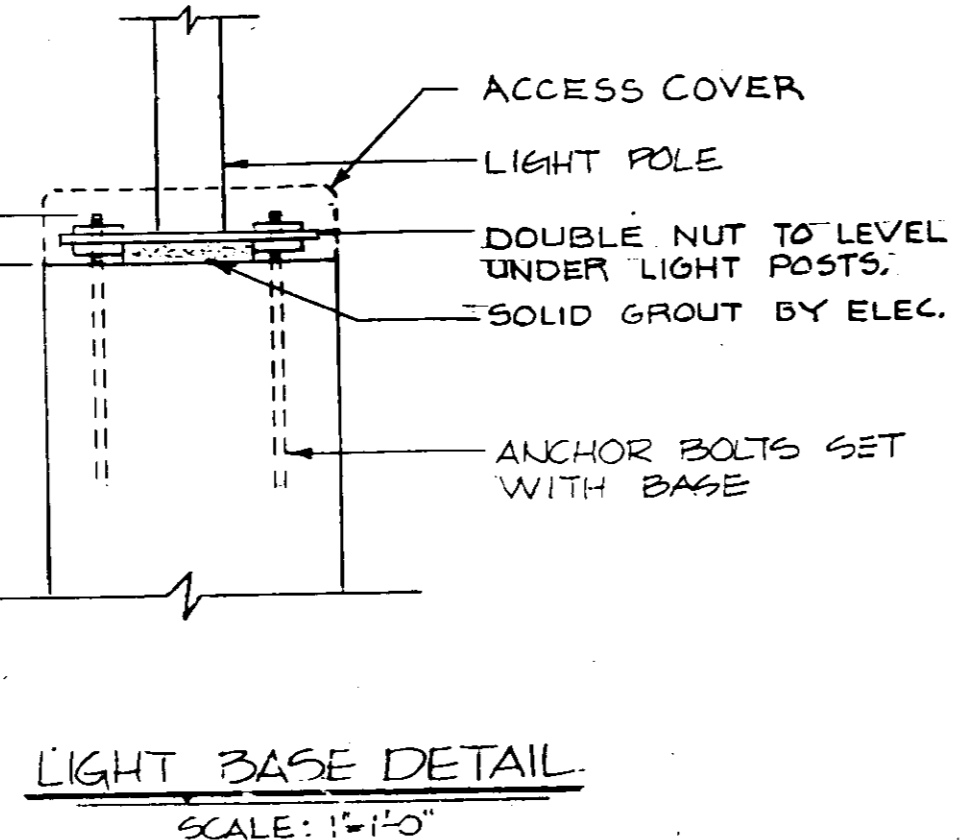 ACCESS COVER
LIGHT POLE
DOUBLE NUT TO LEVEL
UNDER LIGHT POSTS.
SOLID GROUT BY ELEC.
ANCHOR BOLTS SET
WITH BASE
LIGHT BASE DETAIL.
SCALE: 1"=1'-0"